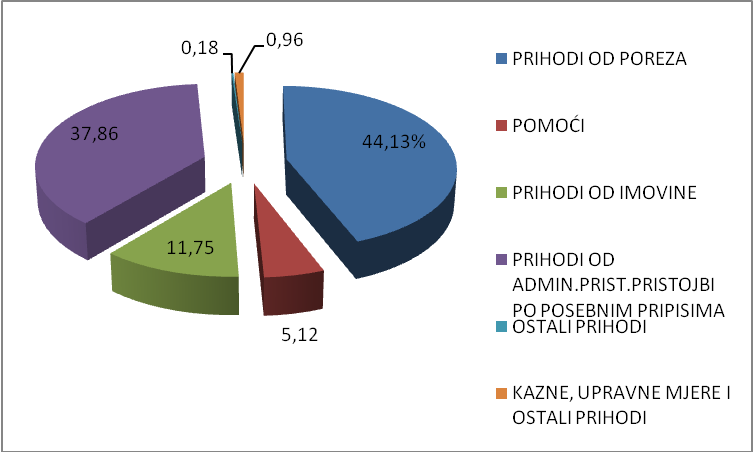 0,18
0,96
37,86
44,13%
11,75
5,12
PRIHODI OD POREZA
POMOĆI
PRIHODI OD IMOVINE
PRIHODI OD
ADMIN.PRIST.PRISTOJBI
PO POSEBNIM PRIPISIMA
OSTALI PRIHODI
KAZNE, UPRAVNE MJERE I
OSTALI PRIHODI